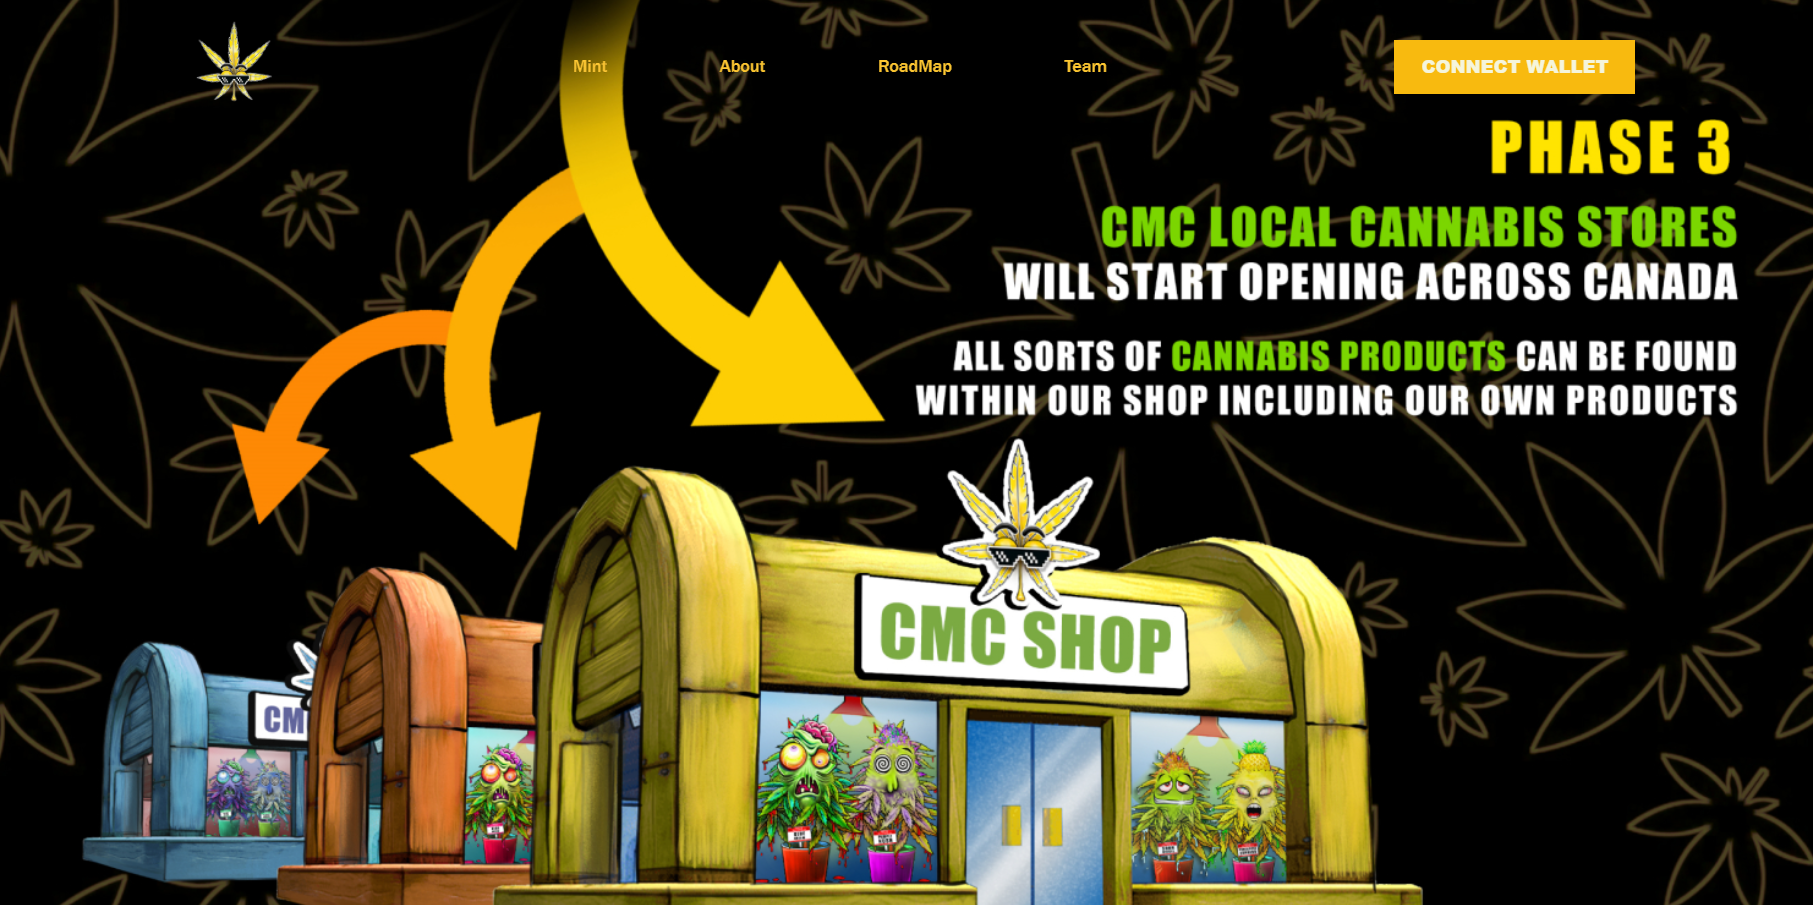 Mint
About
RoadMap
Team
CONNECT WALLET
PHASE 3
CMC LOCAL CANNABIS STORES
WILL START OPENING ACROSS CANADA
ALL SORTS OF CANNABIS PRODUCTS CAN BE FOUND
WITHIN OUR SHOP INCLUDING OUR OWN PRODUCTS
CMC SHOP
CM